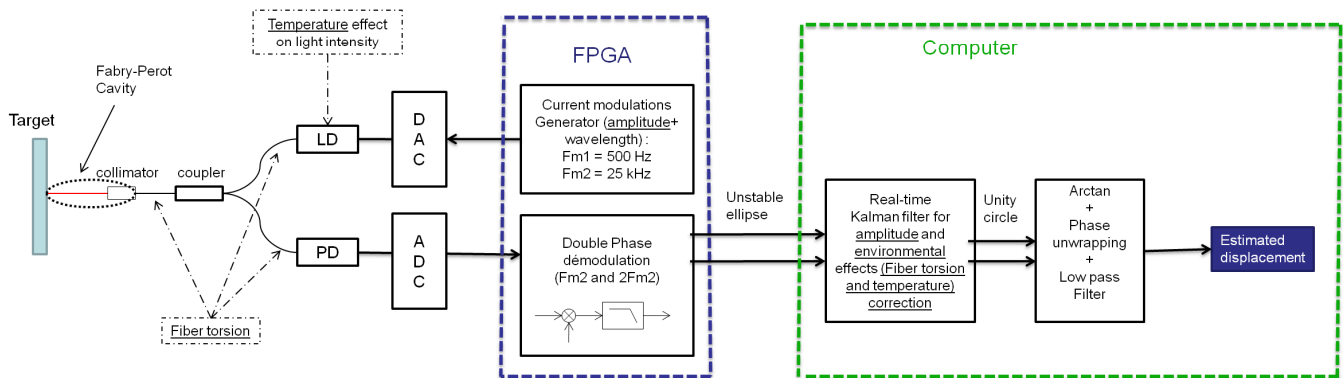 Temperature effect
on light intensity
Fabry-Perot
Cavity
Target
collimator
coupler
LD
PD
Fiber torsion
D
A
C
A
D
C
FPGA
Current modulations
Generator (amplitude+
wavelength) :
Fm1 = 500 Hz
Fm2 = 25 kHz
Double Phase
démodulation
(Fm2 and 2Fm2)
Unstable
ellipse
Computer
Real-time
Kalman filter for
amplitude and
environmental
effects (Fiber torsion
and temperature)
correction
Unity
circle
Arctan
+
Phase
unwrapping
+
Low pass
Filter
Estimated
displacement